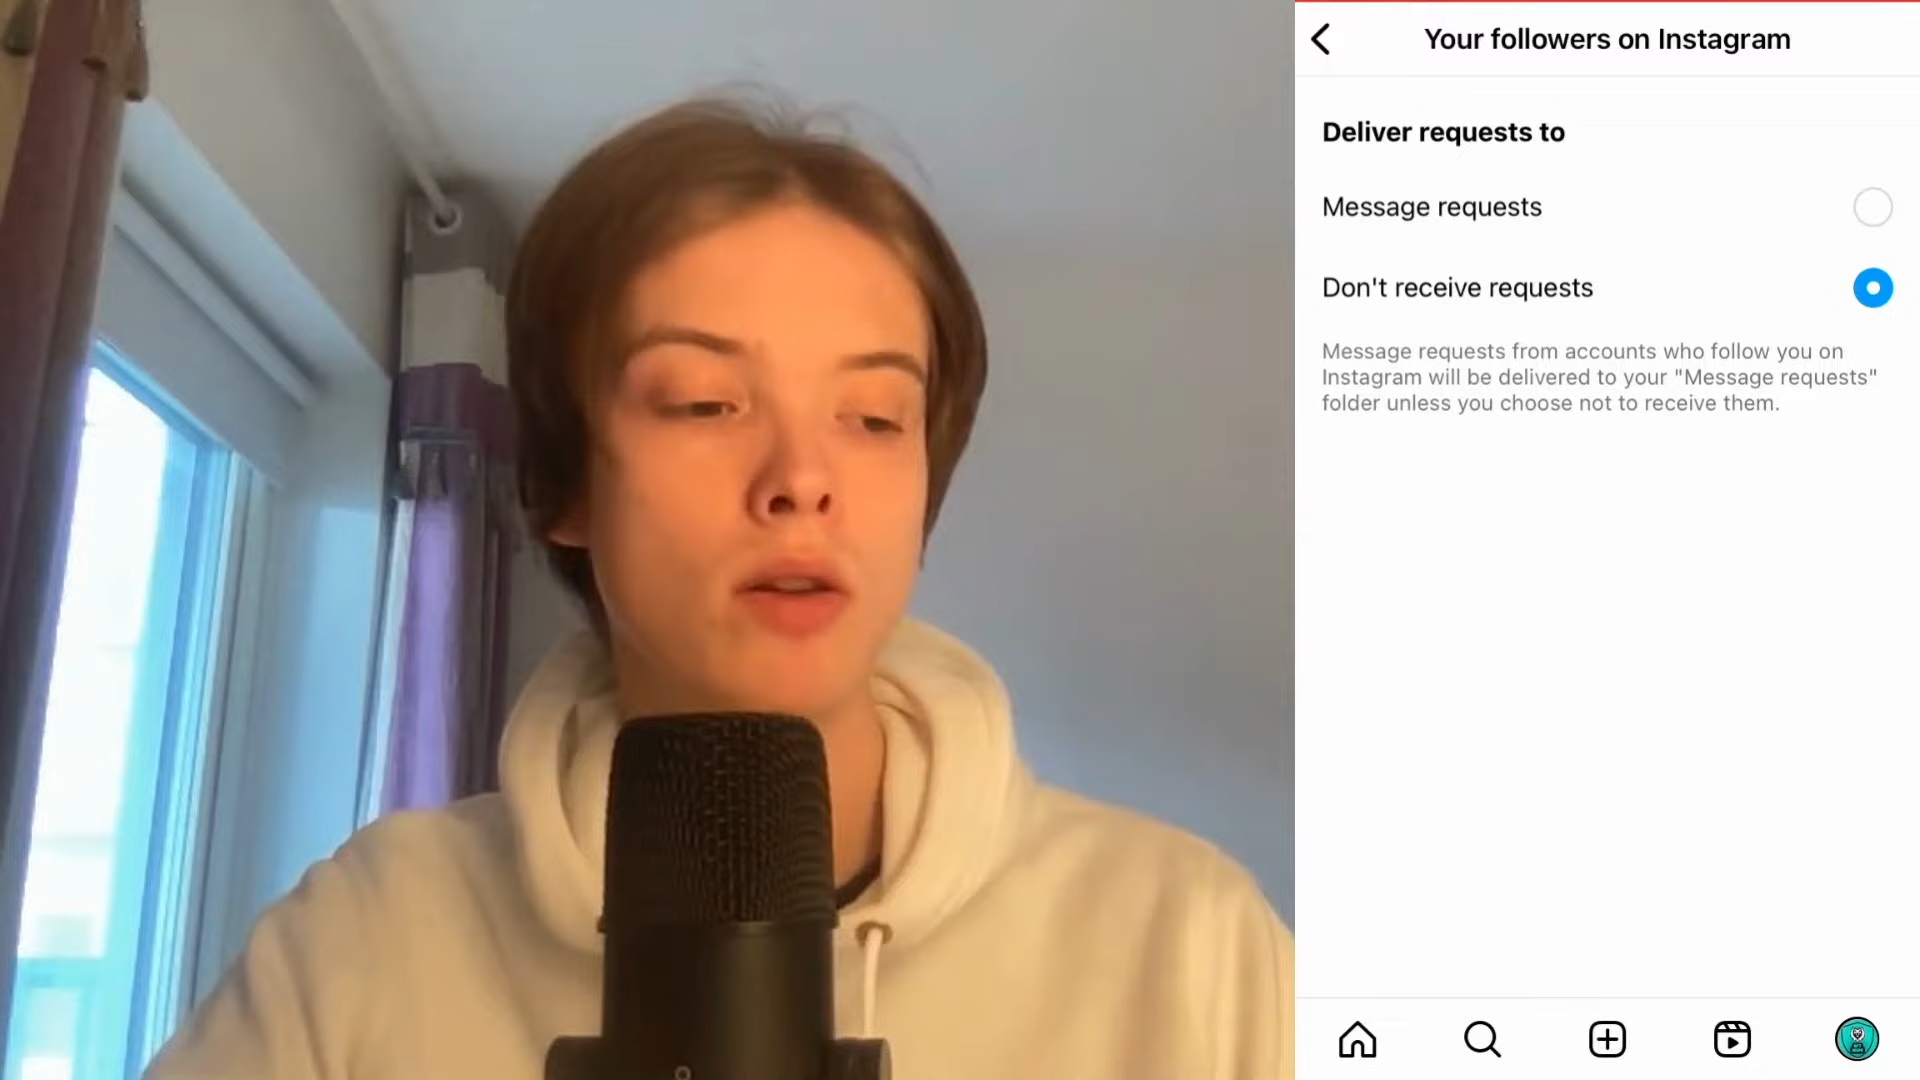 Your followers on Instagram
Deliver requests to
Message requests
Don't receive requests
Message requests from accounts who follow you on
Instagram will be delivered to your "Message requests"
folder unless you choose not to receive them.